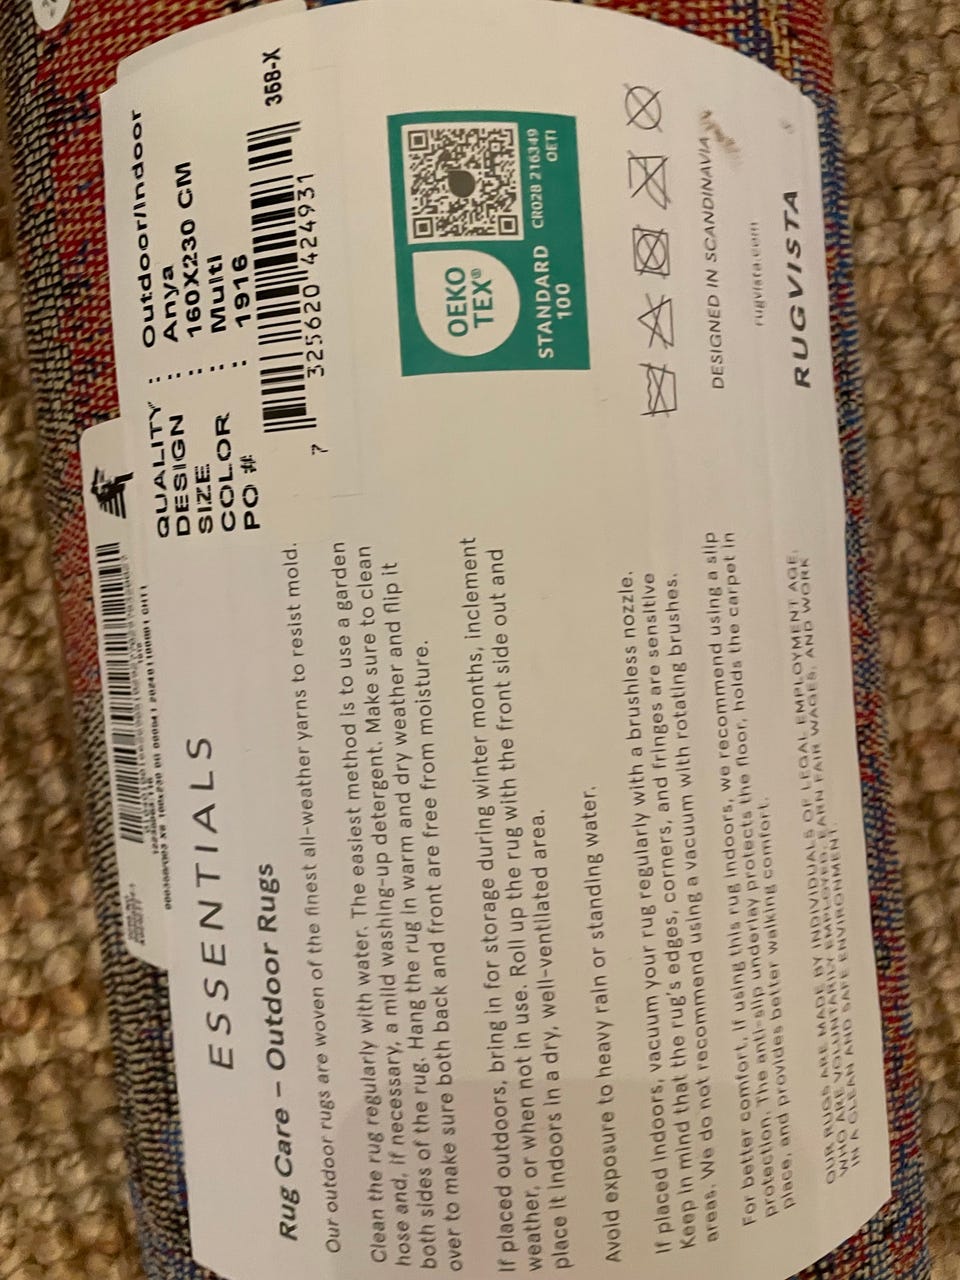 ESSENTIALS
Rug Care – Outdoor Rugs
Our outdoor rugs are woven of the finest all-weather yarns to resist mold.
Clean the rug regularly with water. The easiest method is to use a garden
hose and, if necessary, a mild washing-up detergent. Make sure to clean
both sides of the rug. Hang the rug in warm and dry weather and flip it
over to make sure both back and front are free from moisture.
If placed outdoors, bring in for storage during winter months, inclement
weather, or when not in use. Roll up the rug with the front side out and
place it indoors in a dry, well-ventilated area.
Avoid exposure to heavy rain or standing water.
If placed indoors, vacuum your rug regularly with a brushless nozzle.
Keep in mind that the rug's edges, corners, and fringes are sensitive
areas. We do not recommend using a vacuum with rotating brushes.
For better comfort, if using this rug indoors, we recommend using a slip
protection. The anti-slip underlay protects the floor, holds the carpet in
place, and provides better walking comfort.
OUR RUGS ARE MADE BY INDIVIDUALS OF LEGAL EMPLOYMENT AGE,
WHO ARE VOLUNTARILY EMPLOYED, EARN FAIR WAGES, AND WORK
IN A CLEAN AND SAFE ENVIRONMENT.
QUALITY : Outdoor/Indoor
DESIGN : Anya
SIZE : 160X230 CM
COLOR : Multi
PO # : 1916
368-X
7 325620 424931
OEKO
TEX®
STANDARD
100
CR028 216349
OETI
DESIGNED IN SCANDINAVIA
rugvista.com
RUGVISTA